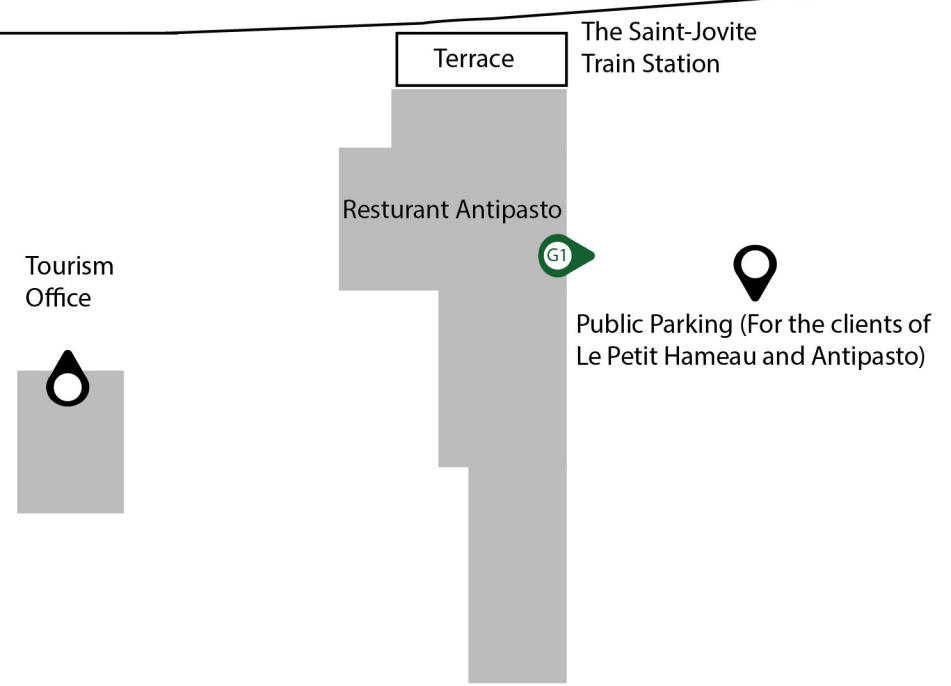 The Saint-Jovite
Train Station
Terrace
Resturant Antipasto
G1
Tourism
Office
Public Parking (For the clients of
Le Petit Hameau and Antipasto)